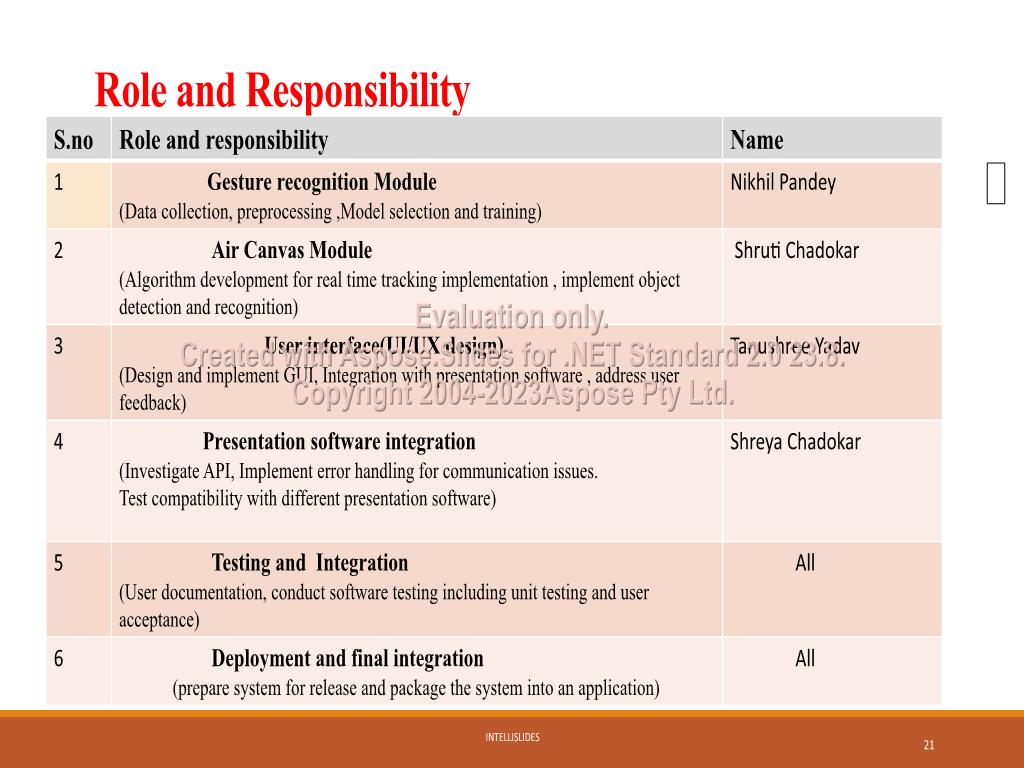 Role and Responsibility
S.no Role and responsibility Name
1 Gesture recognition Module Nikhil Pandey
(Data collection, preprocessing ,Model selection and training)
2 Air Canvas Module Shruti Chadokar
(Algorithm development for real time tracking implementation , implement object
detection and recognition)
Evaluation only.
3 User interface(UI/UX design) Tanushree Yadav
Created with Aspose.Slides for .NET Standard 2.0 23.8.
(Design and implement GUI, Integration with presentation software , address user
Copyright 2004-2023Aspose Pty Ltd.
feedback)
4 Presentation software integration Shreya Chadokar
(Investigate API, Implement error handling for communication issues.
Test compatibility with different presentation software)
5 Testing and Integration All
(User documentation, conduct software testing including unit testing and user
acceptance)
6 Deployment and final integration All
(prepare system for release and package the system into an application)
INTELLISLIDES
21